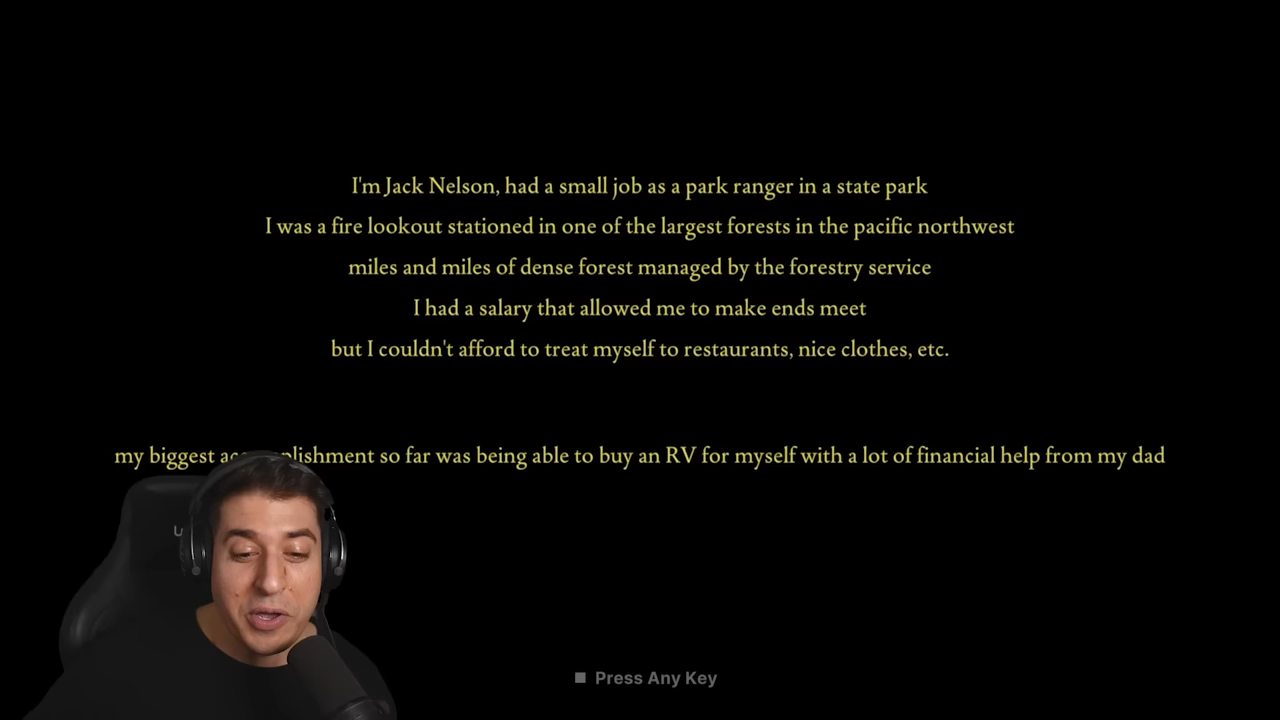 I'm Jack Nelson, had a small job as a park ranger in a state park
I was a fire lookout stationed in one of the largest forests in the pacific northwest
miles and miles of dense forest managed by the forestry service
I had a salary that allowed me to make ends meet
but I couldn't afford to treat myself to restaurants, nice clothes, etc.
my biggest accomplishment so far was being able to buy an RV for myself with a lot of financial help from my dad
Press Any Key